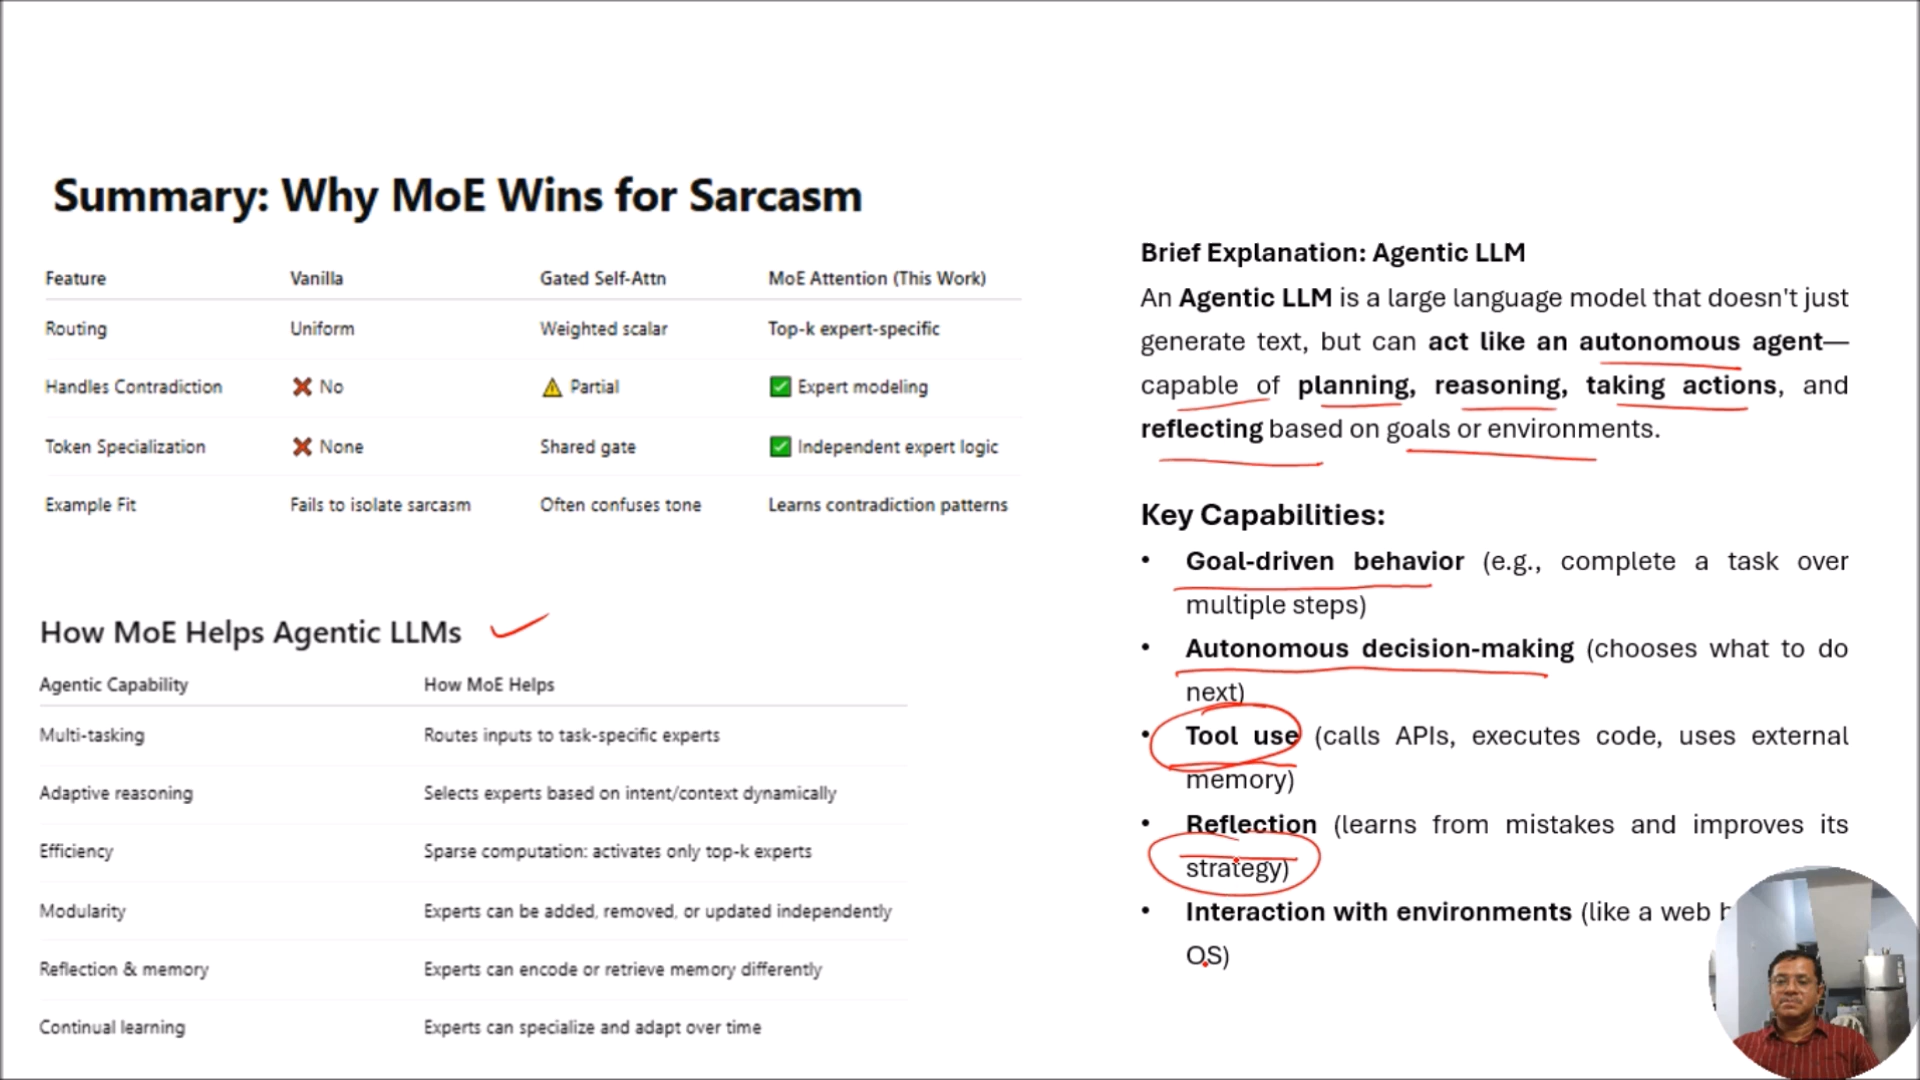 Summary: Why MoE Wins for Sarcasm
Feature Vanilla Gated Self-Attn MoE Attention (This Work)
Routing Uniform Weighted scalar Top-k expert-specific
Handles Contradiction ❌ No ⚠️ Partial ✅ Expert modeling
Token Specialization ❌ None Shared gate ✅ Independent expert logic
Example Fit Fails to isolate sarcasm Often confuses tone Learns contradiction patterns
How MoE Helps Agentic LLMs
Agentic Capability How MoE Helps
Multi-tasking Routes inputs to task-specific experts
Adaptive reasoning Selects experts based on intent/context dynamically
Efficiency Sparse computation: activates only top-k experts
Modularity Experts can be added, removed, or updated independently
Reflection & memory Experts can encode or retrieve memory differently
Continual learning Experts can specialize and adapt over time
Brief Explanation: Agentic LLM
An Agentic LLM is a large language model that doesn't just
generate text, but can act like an autonomous agent—
capable of planning, reasoning, taking actions, and
reflecting based on goals or environments.
Key Capabilities:
• Goal-driven behavior (e.g., complete a task over
multiple steps)
• Autonomous decision-making (chooses what to do
next)
• Tool use (calls APIs, executes code, uses external
memory)
• Reflection (learns from mistakes and improves its
strategy)
• Interaction with environments (like a web
OS)